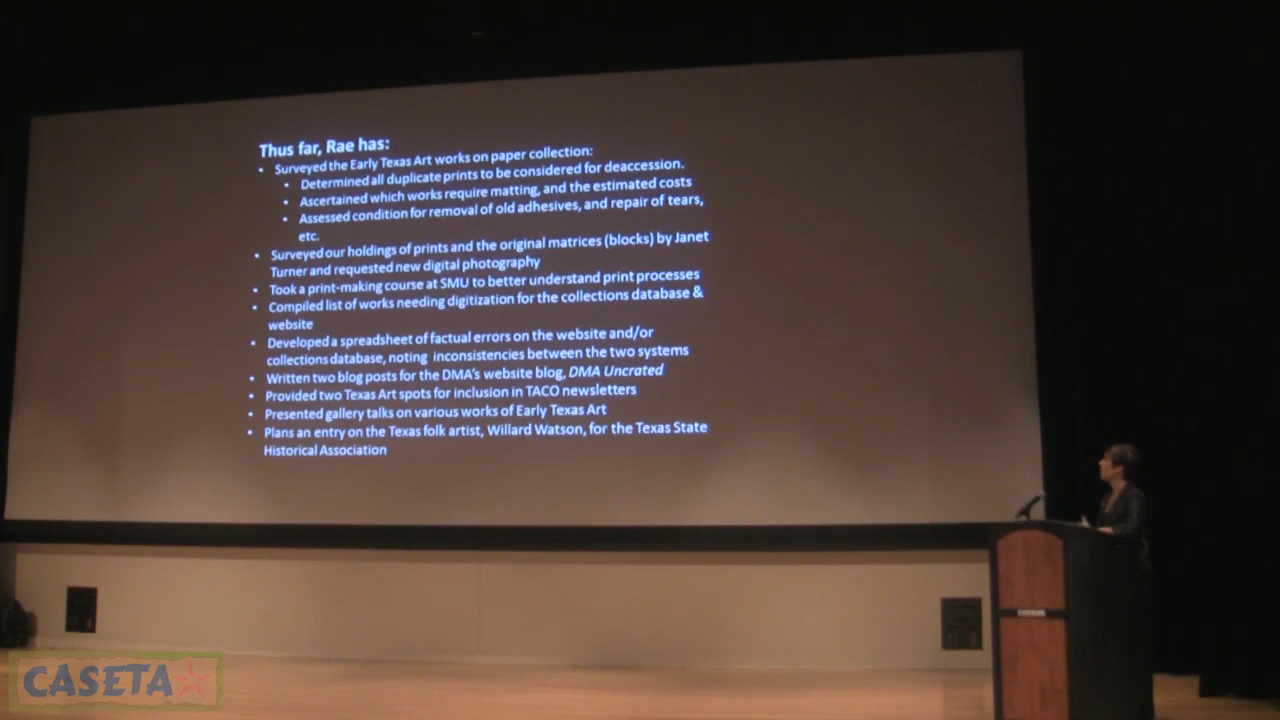 Thus far, Rae has:
• Surveyed the Early Texas Art works on paper collection:
• Determined all duplicate prints to be considered for deaccession.
• Ascertained which works require matting, and the estimated costs
• Assessed condition for removal of old adhesives, and repair of tears,
etc.
• Surveyed our holdings of prints and the original matrices (blocks) by Janet
Turner and requested new digital photography
• Took a print-making course at SMU to better understand print processes
• Compiled list of works needing digitization for the collections database &
website
• Developed a spreadsheet of factual errors on the website and/or
collections database, noting inconsistencies between the two systems
• Written two blog posts for the DMA's website blog, DMA Uncrated
• Provided two Texas Art spots for inclusion in TACO newsletters
• Presented gallery talks on various works of Early Texas Art
• Plans an entry on the Texas folk artist, Willard Watson, for the Texas State
Historical Association
CASETA